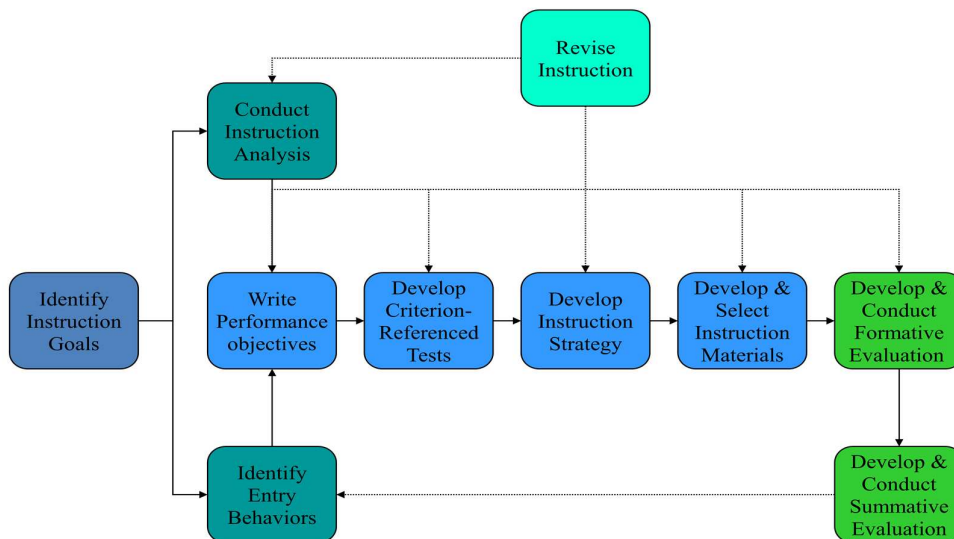 Revise
Instruction
Conduct
Instruction
Analysis
Identify
Instruction
Goals
Write
Performance
objectives
Develop
Criterion-
Referenced
Tests
Develop
Instruction
Strategy
Develop &
Select
Instruction
Materials
Develop &
Conduct
Formative
Evaluation
Identify
Entry
Behaviors
Develop &
Conduct
Summative
Evaluation